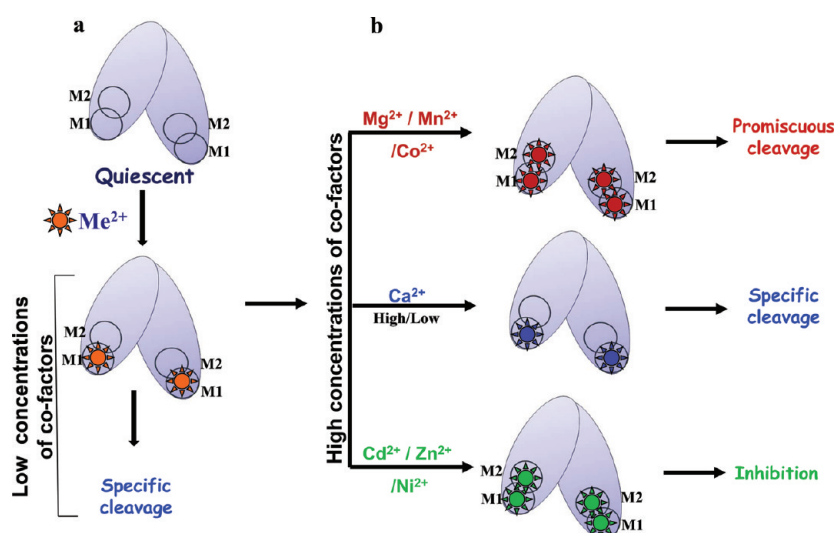 a
M2
M1
M2
M1
Quiescent
Me²⁺
Low concentrations
of co-factors
M2
M1
M2
M1
Specific
cleavage
b
High concentrations of co-factors
Mg²⁺ / Mn²⁺
/Co²⁺
M2
M1
M2
M1
Promiscuous
cleavage
Ca²⁺
High/Low
Specific
cleavage
Cd²⁺ / Zn²⁺
/Ni²⁺
M2
M1
M2
M1
Inhibition